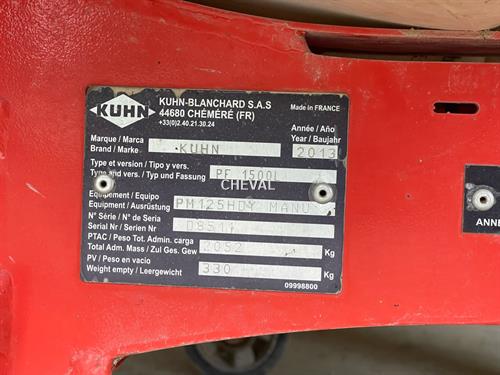 KUHN
KUHN-BLANCHARD S.A.S
44680 CHÉMÉRÉ (FR)
+33(0)2.40.21.30.24
Made in FRANCE
Marque / Marca
Brand / Marke
KUHN
Année / Año
Year / Baujahr
2013
Type et version / Tipo y vers.
Type and vers. / Typ und Fassung
PF 1500L
CHEVAL
Equipement / Equipo
Equipment / Ausrüstung
PM125HDY MANU
N° Série / N° de Seria
Serial Nr / Serien Nr
PTAC / Peso Tot. Admin. carga
Total Adm. Mass / Zul Ges. Gew
2052
Kg
PV / Peso en vacio
Weight empty / Leergewicht
330
Kg
09998800
ANNE